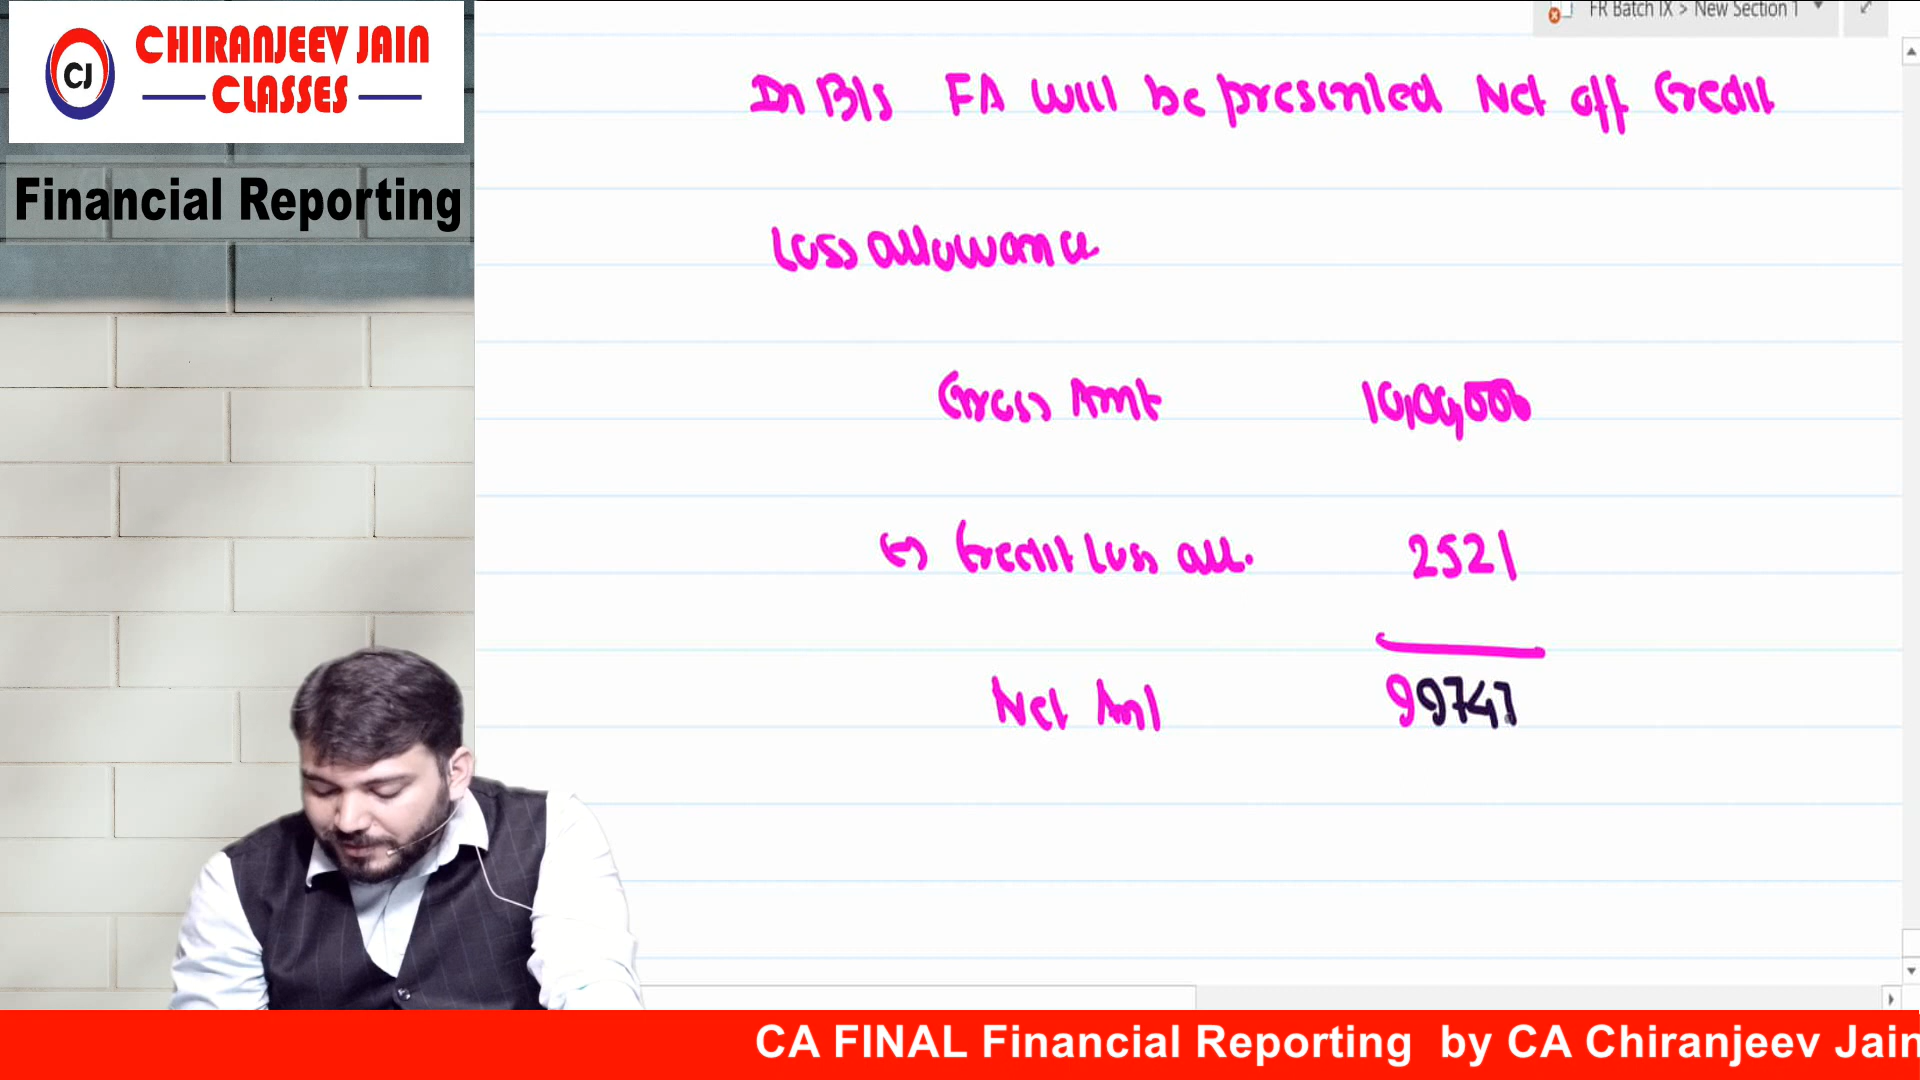 FR Batch IX > New Section 1
CJ
CHIRANJEEV JAIN
CLASSES
Financial Reporting
In B/s FA will be presented Net off Credit
Loss allowance
Gross Amt 10,00,000
(-) Credit Loss all. 2521
Net Amt 99747
CA FINAL Financial Reporting by CA Chiranjeev Jain